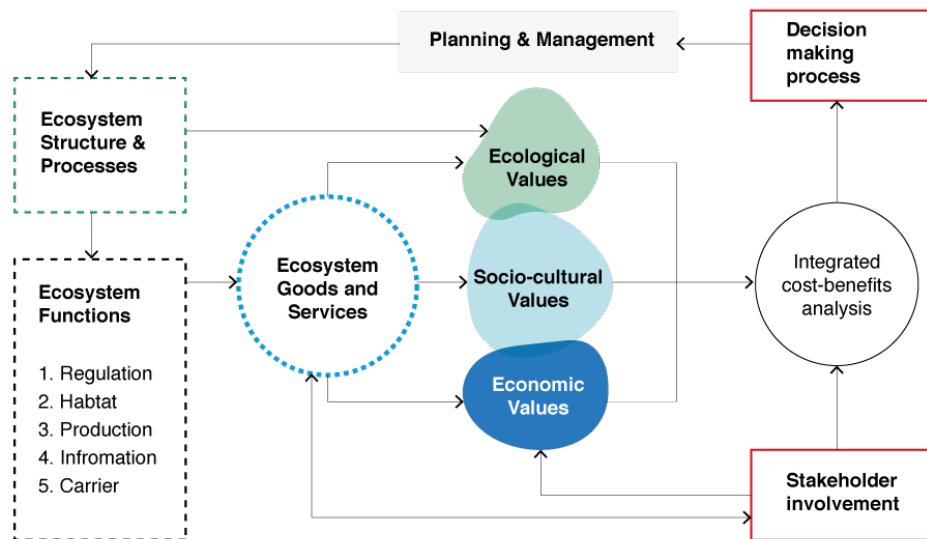 Planning & Management
Decision
making
process
Ecosystem
Structure &
Processes
Ecological
Values
Ecosystem
Goods and
Services
Socio-cultural
Values
Integrated
cost-benefits
analysis
Ecosystem
Functions
1. Regulation
2. Habtat
3. Production
4. Infromation
5. Carrier
Economic
Values
Stakeholder
involvement